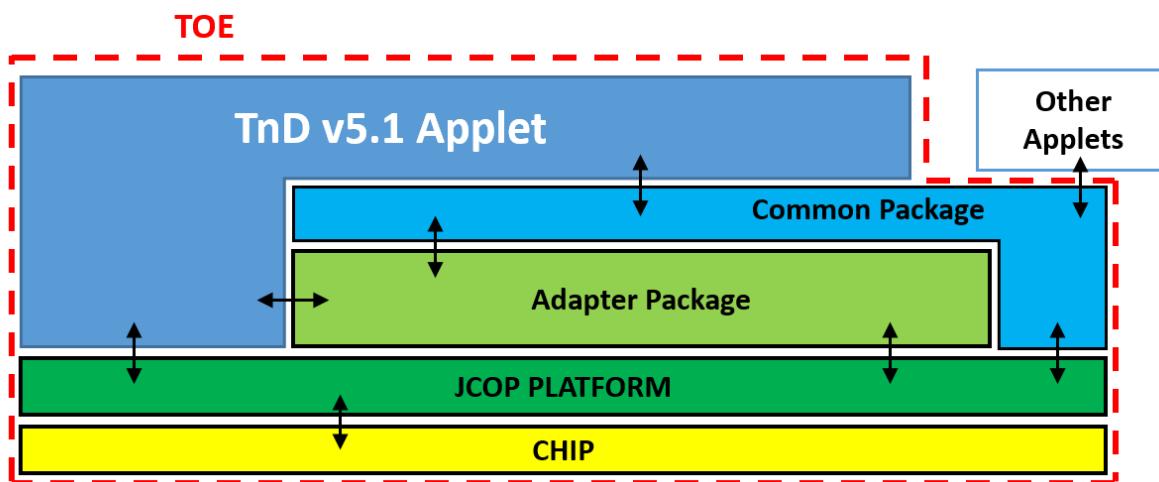 TOE
TnD v5.1 Applet
Other
Applets
Common Package
Adapter Package
JCOP PLATFORM
CHIP